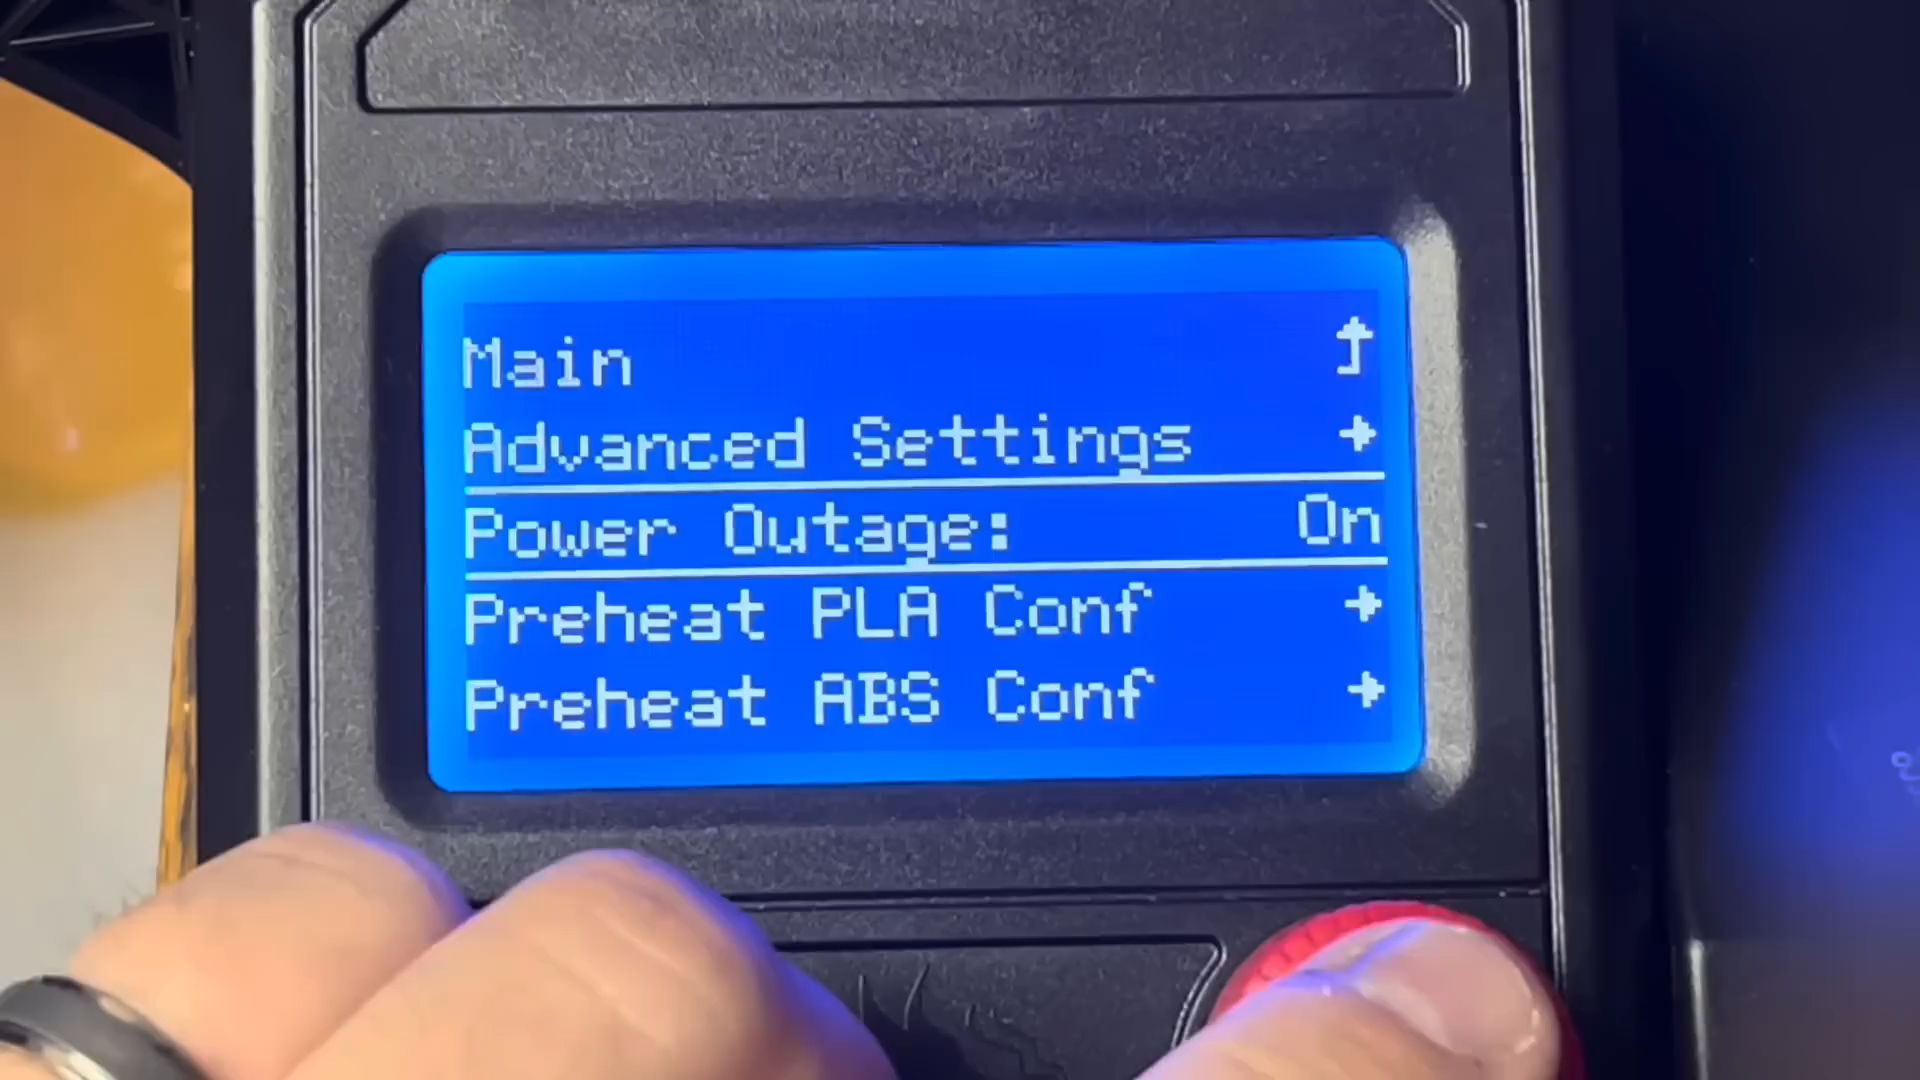 Main
Advanced Settings
Power Outage: On
Preheat PLA Conf
Preheat ABS Conf